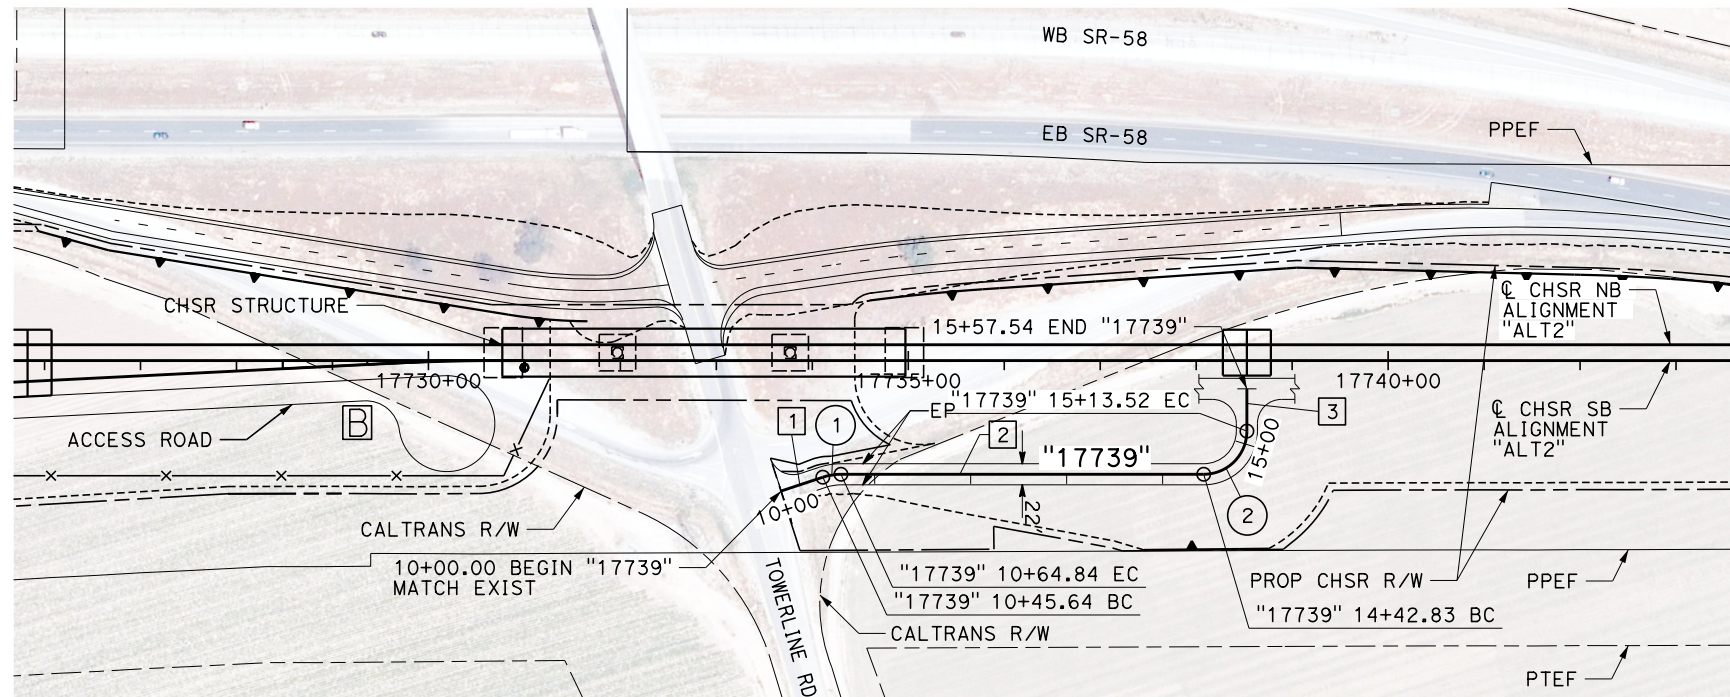 WB SR-58
PPEF
EB SR-58
CHSR STRUCTURE
℄ CHSR NB
ALIGNMENT
"ALT2"
15+57.54 END "17739"
17730+00
17735+00
17740+00
B
ACCESS ROAD
1
1
EP
"17739" 15+13.52 EC
3
2
℄ CHSR SB
ALIGNMENT
"ALT2"
"17739"
15+00
10+00
22
2
CALTRANS R/W
10+00.00 BEGIN "17739"
MATCH EXIST
TOWERLINE RD
"17739" 10+64.84 EC
"17739" 10+45.64 BC
PROP CHSR R/W
PPEF
"17739" 14+42.83 BC
CALTRANS R/W
PTEF